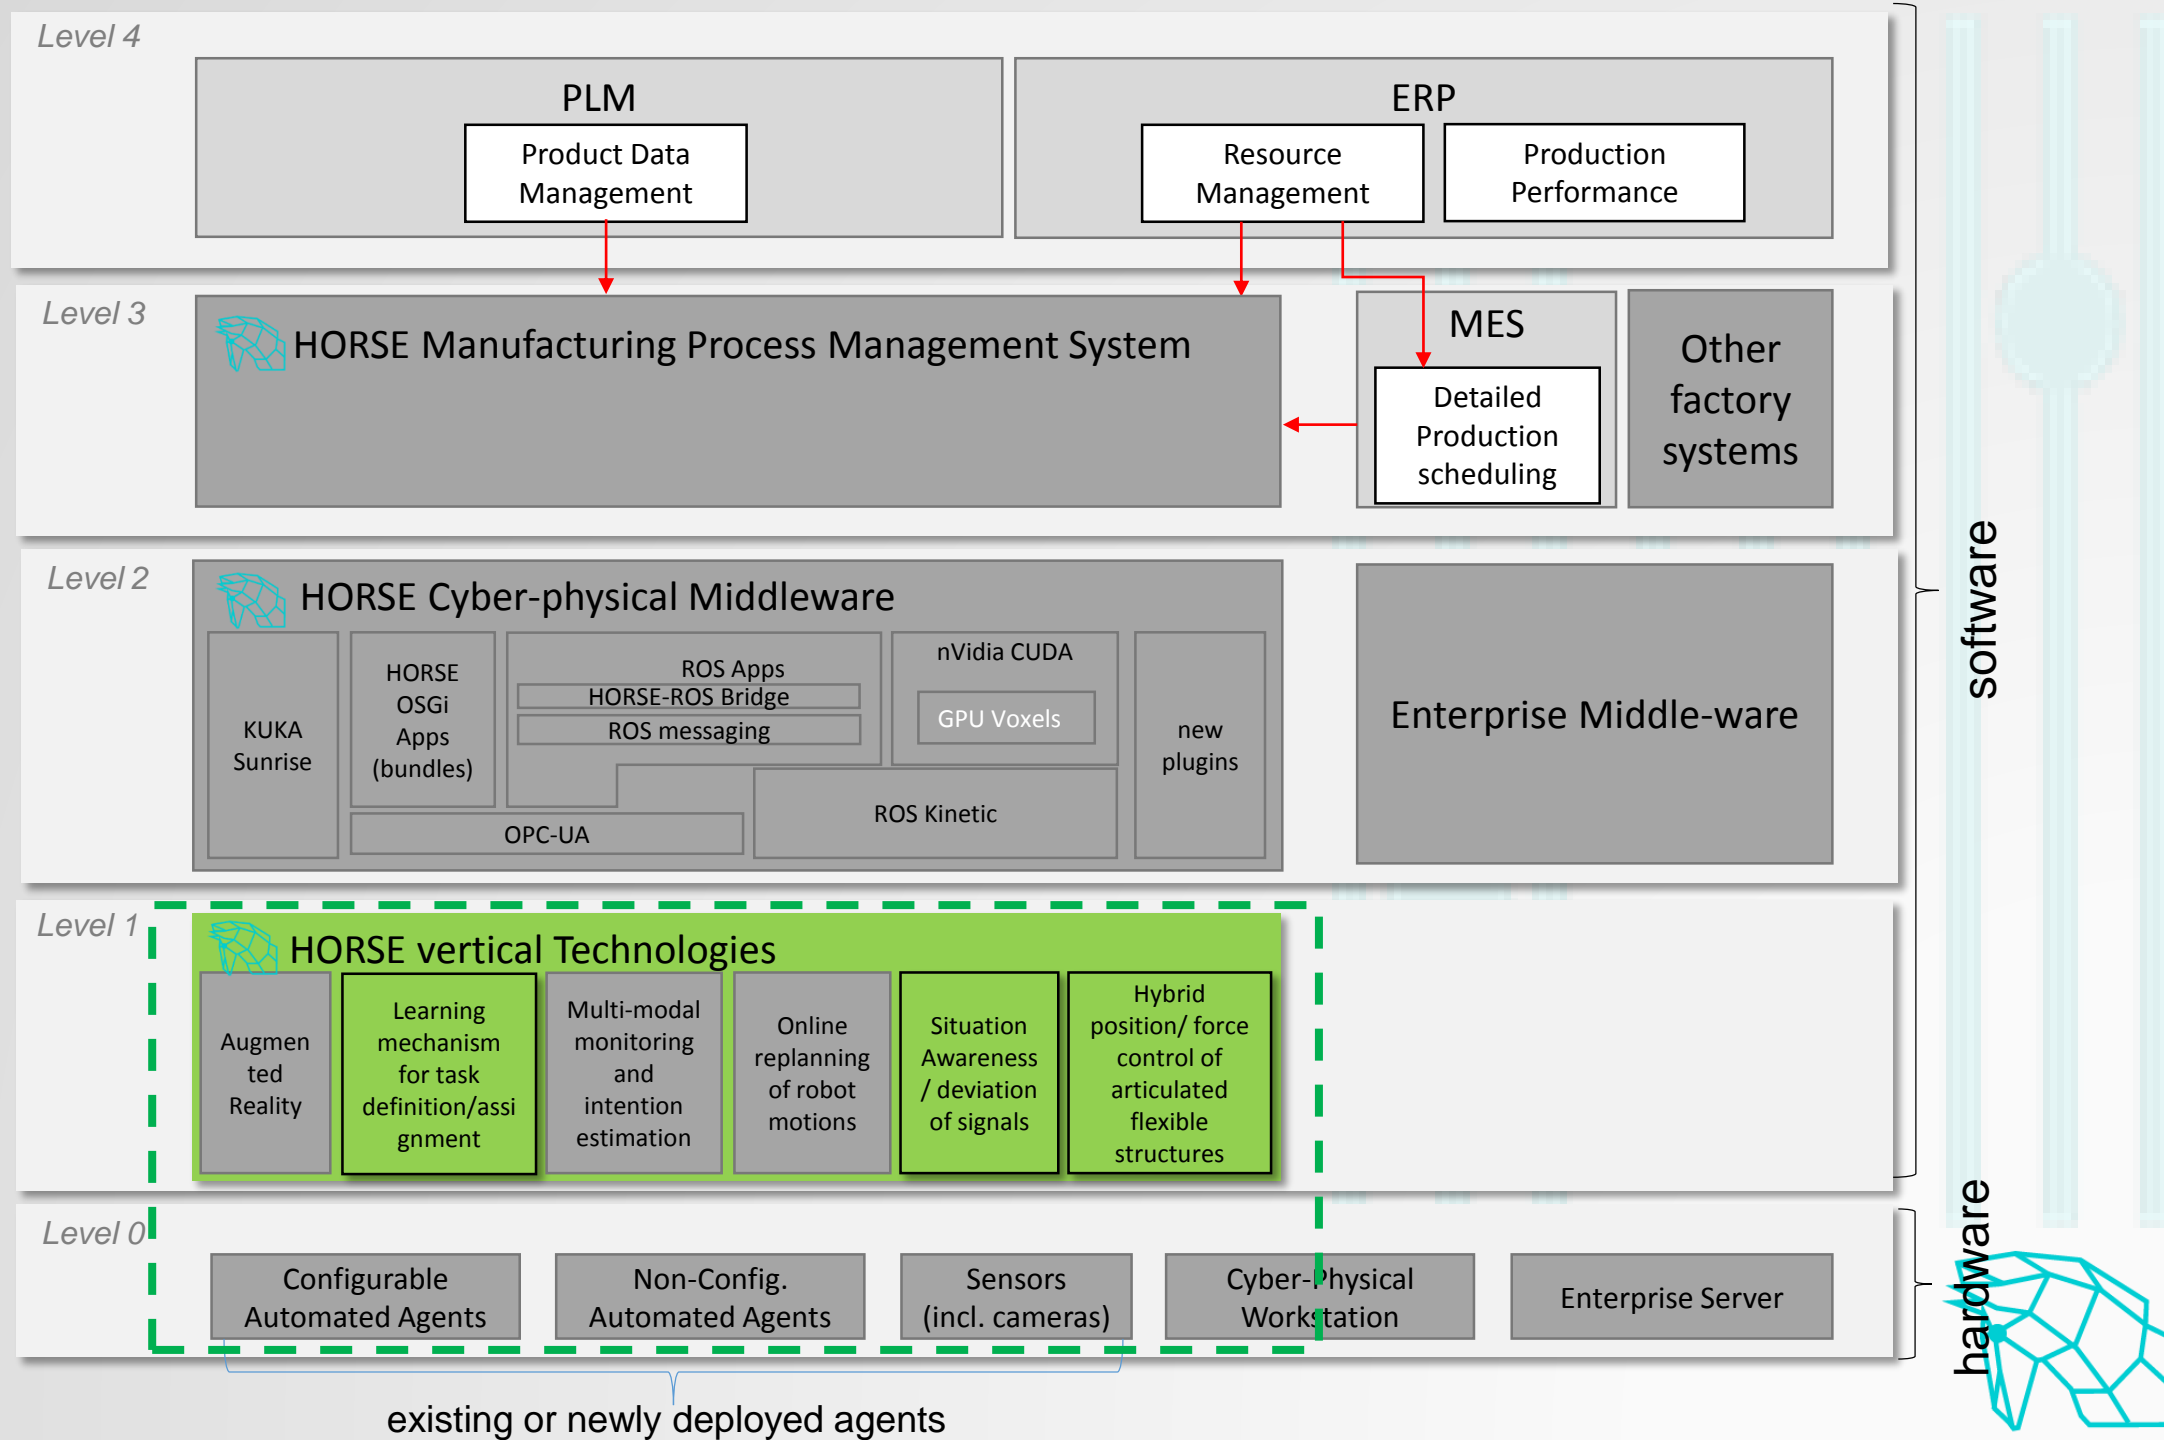 Level 4
PLM
Product Data
Management
ERP
Resource
Management
Production
Performance
Level 3
HORSE Manufacturing Process Management System
MES
Detailed
Production
scheduling
Other
factory
systems
software
Level 2
HORSE Cyber-physical Middleware
KUKA
Sunrise
HORSE
OSGi
Apps
(bundles)
ROS Apps
HORSE-ROS Bridge
ROS messaging
nVidia CUDA
GPU Voxels
new
plugins
OPC-UA
ROS Kinetic
Enterprise Middle-ware
Level 1
HORSE vertical Technologies
Augmen
ted
Reality
Learning
mechanism
for task
definition/assi
gnment
Multi-modal
monitoring
and
intention
estimation
Online
replanning
of robot
motions
Situation
Awareness
/ deviation
of signals
Hybrid
position/ force
control of
articulated
flexible
structures
Level 0
Configurable
Automated Agents
Non-Config.
Automated Agents
Sensors
(incl. cameras)
Cyber-Physical
Workstation
Enterprise Server
hardware
existing or newly deployed agents